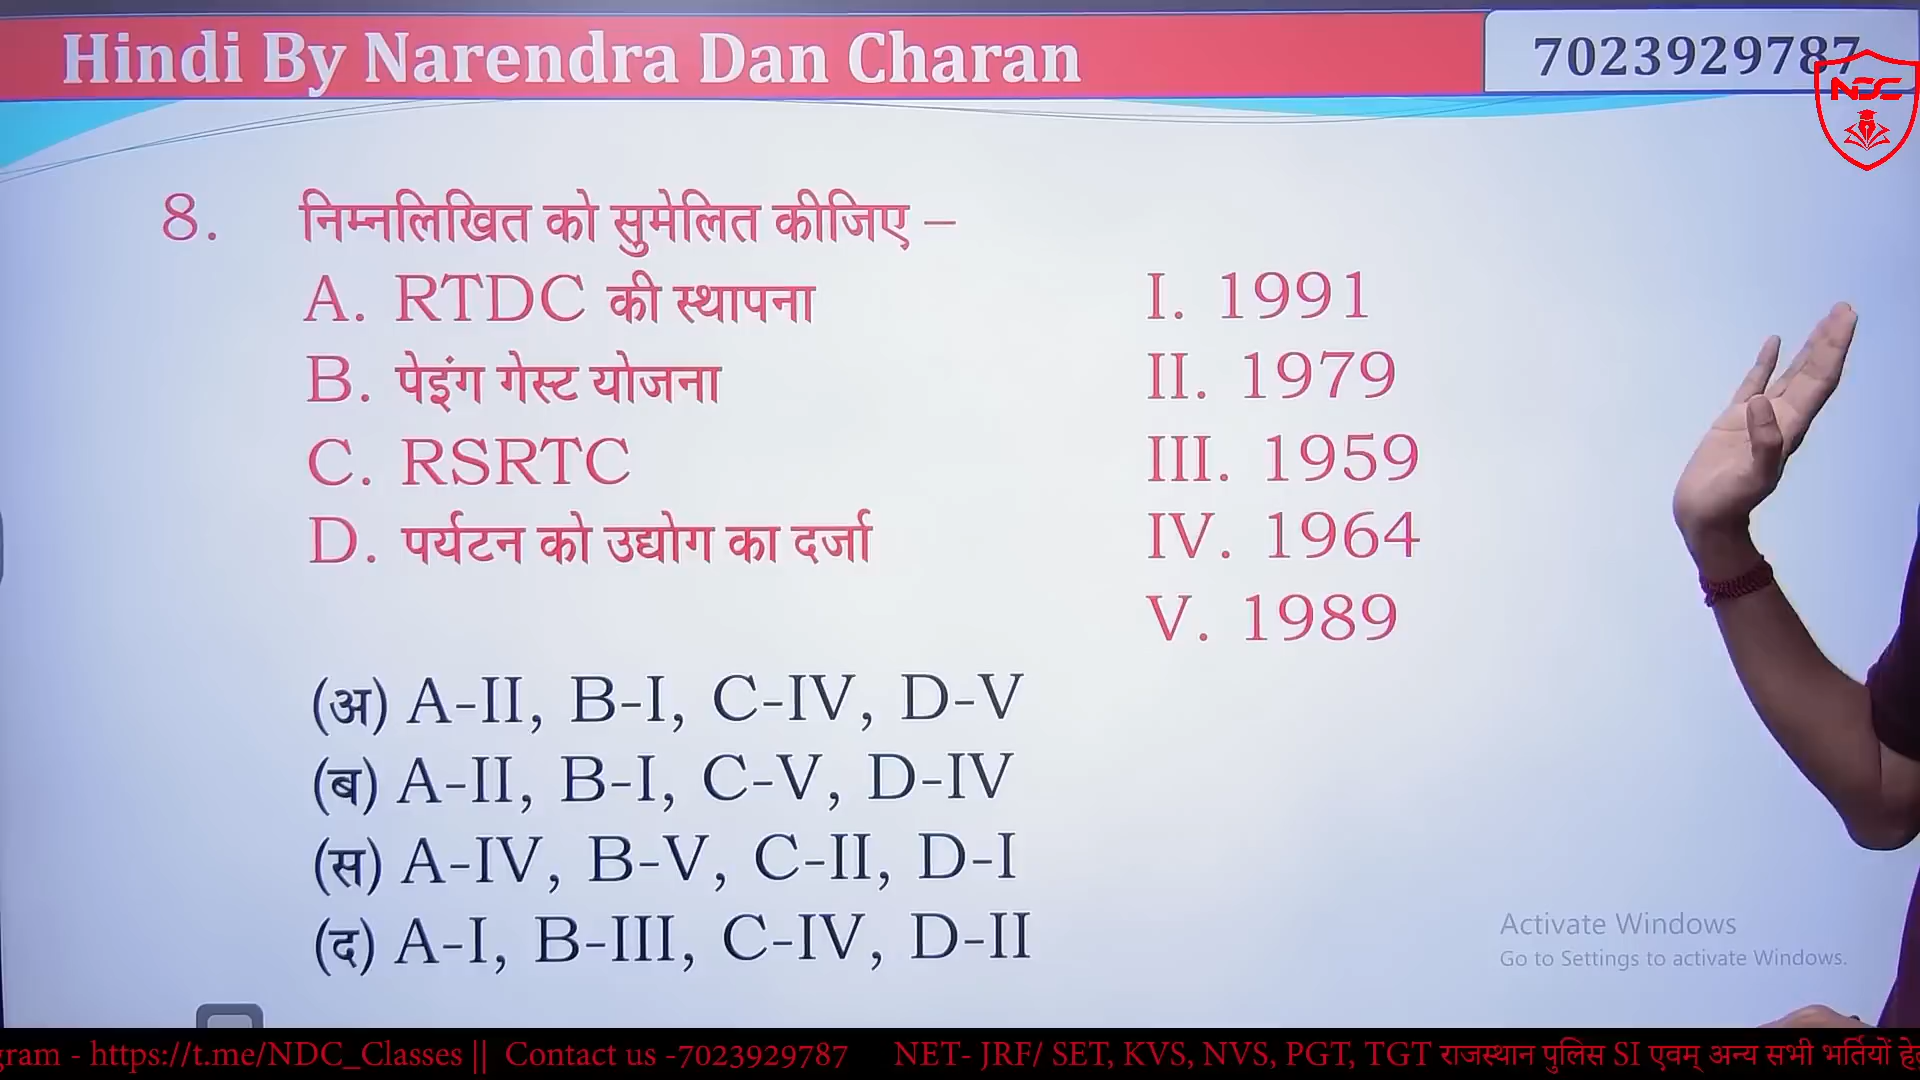 Hindi By Narendra Dan Charan
7023929787
NDC
8. निम्नलिखित को सुमेलित कीजिए –
A. RTDC की स्थापना I. 1991
B. पेइंग गेस्ट योजना II. 1979
C. RSRTC III. 1959
D. पर्यटन को उद्योग का दर्जा IV. 1964
V. 1989
(अ) A-II, B-I, C-IV, D-V
(ब) A-II, B-I, C-V, D-IV
(स) A-IV, B-V, C-II, D-I
(द) A-I, B-III, C-IV, D-II
Activate Windows
Go to Settings to activate Windows.
gram - https://t.me/NDC_Classes || Contact us -7023929787 NET- JRF/ SET, KVS, NVS, PGT, TGT राजस्थान पुलिस SI एवम् अन्य सभी भर्तियों